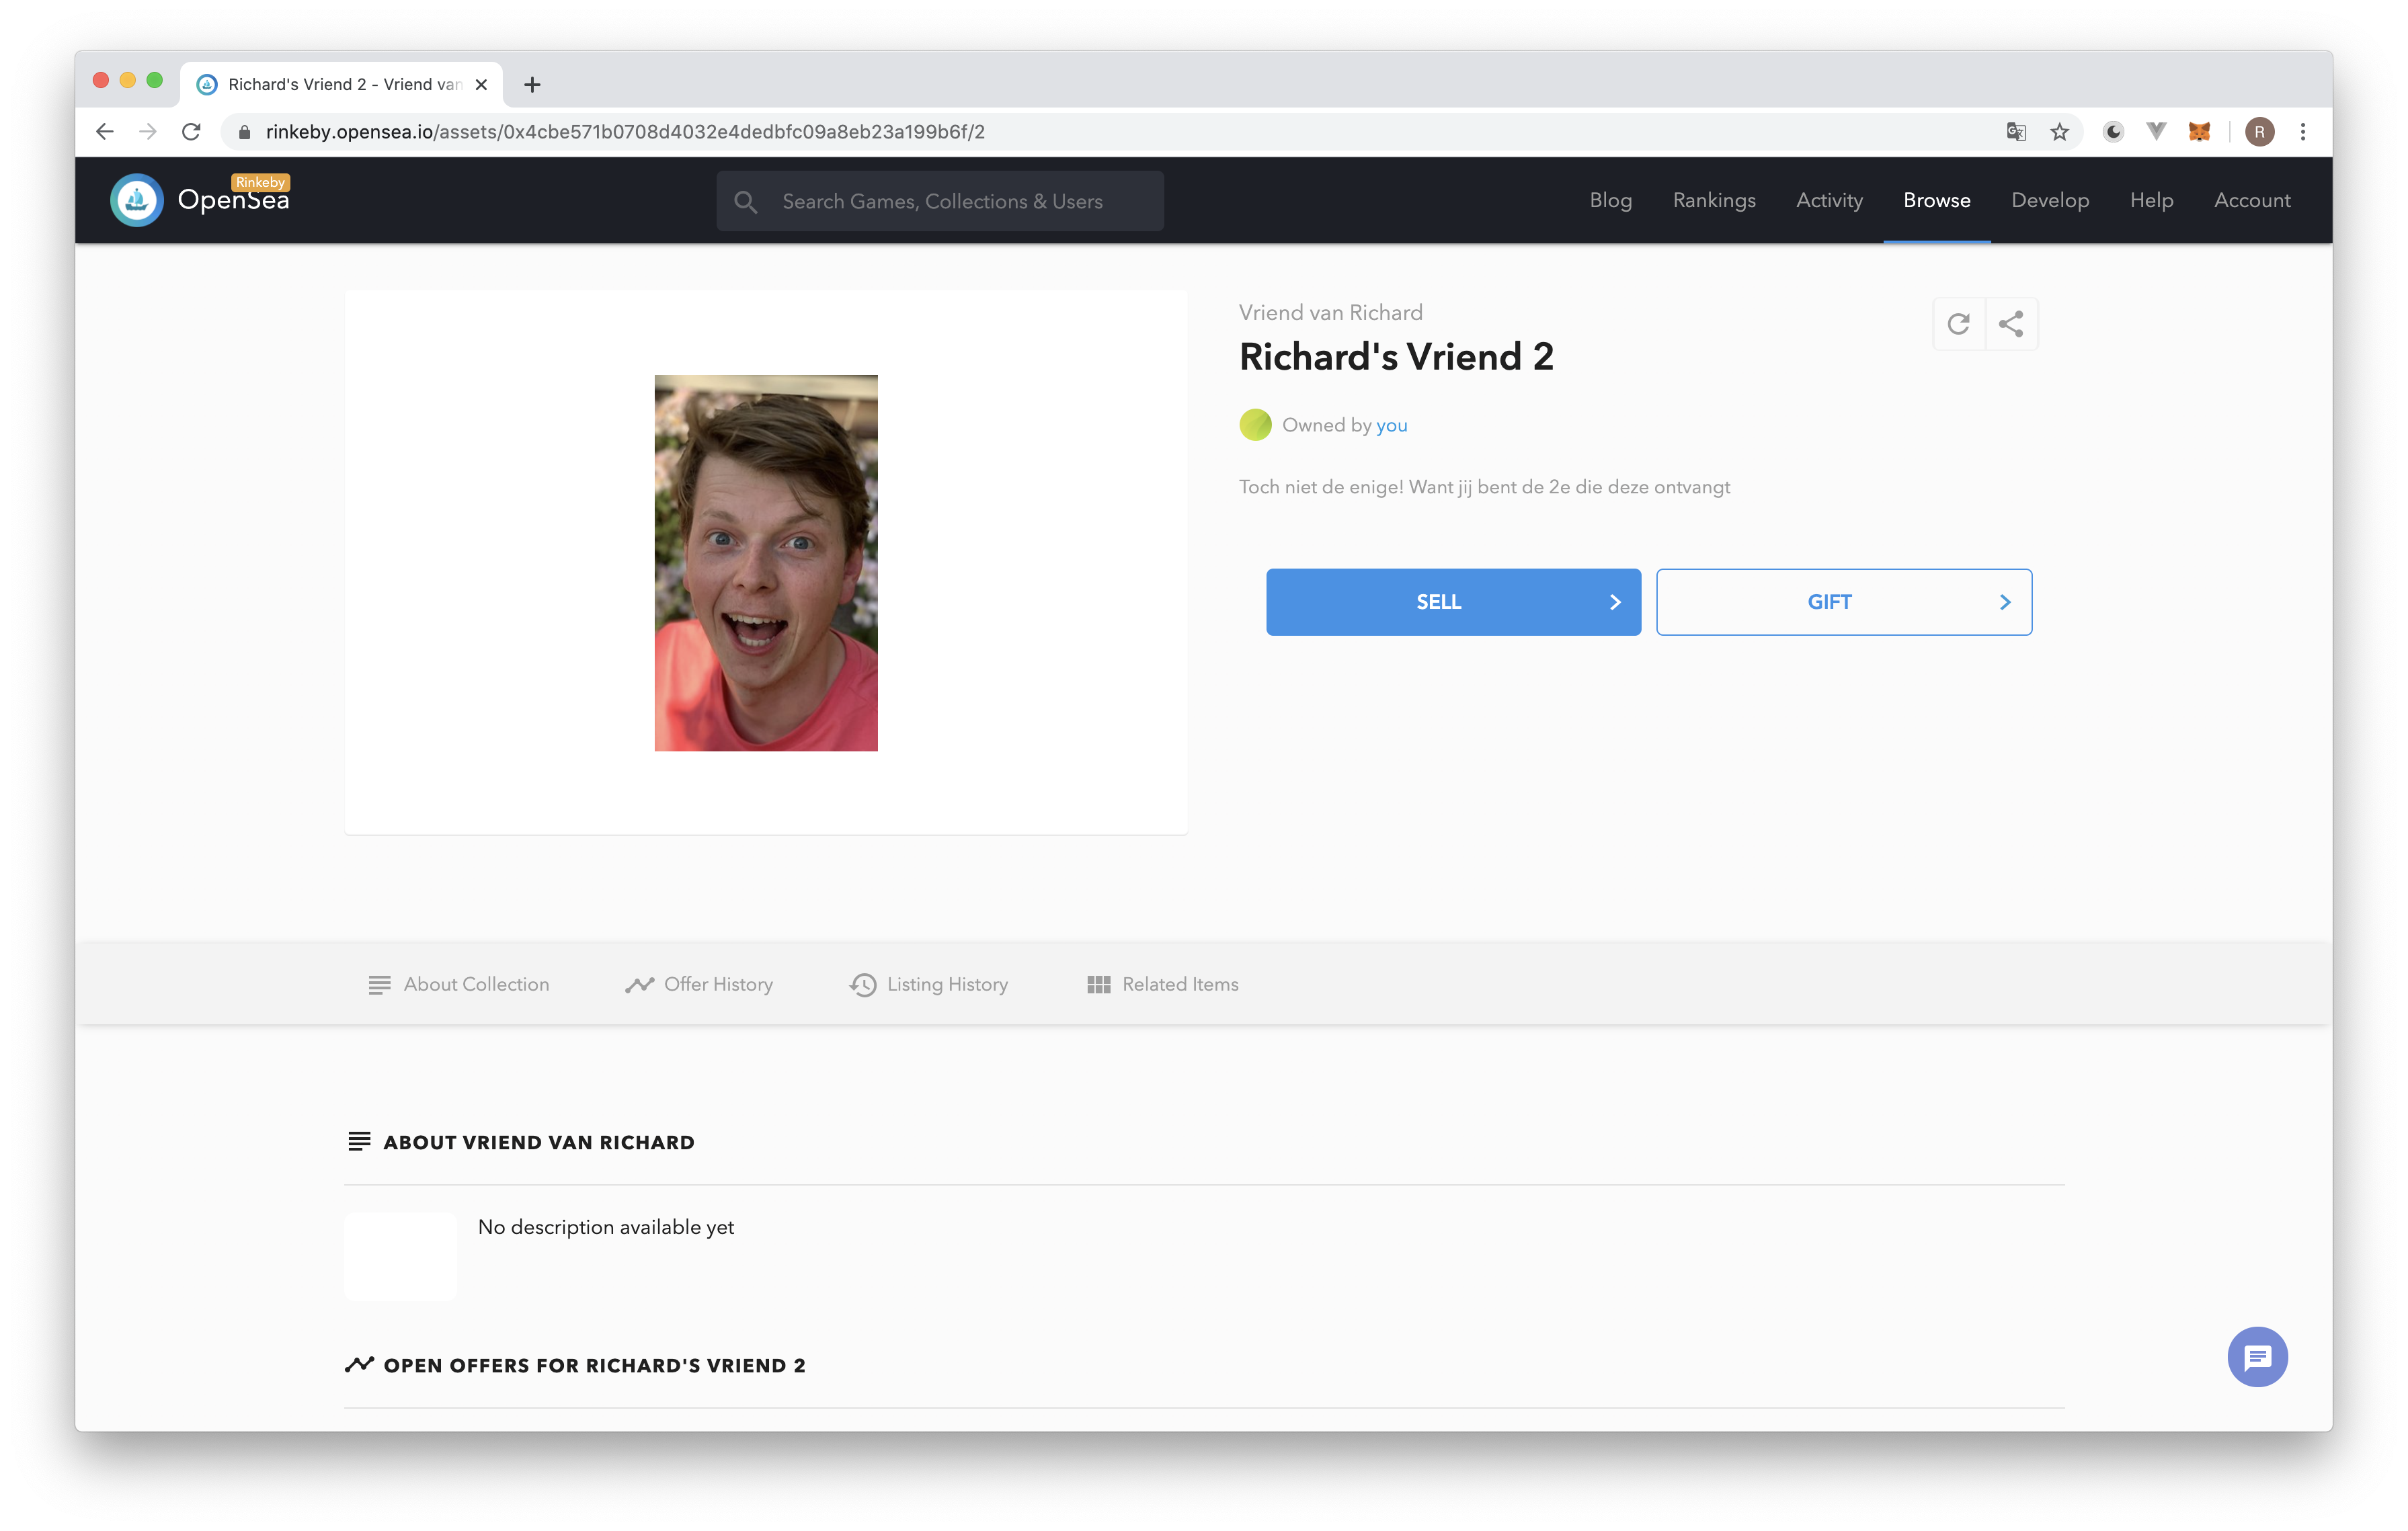 Richard's Vriend 2 - Vriend van
rinkeby.opensea.io/assets/0x4cbe571b0708d4032e4dedbfc09a8eb23a199b6f/2
R
Rinkeby
OpenSea
Search Games, Collections & Users
Blog
Rankings
Activity
Browse
Develop
Help
Account
Vriend van Richard
Richard's Vriend 2
Owned by you
Toch niet de enige! Want jij bent de 2e die deze ontvangt
SELL
GIFT
About Collection
Offer History
Listing History
Related Items
ABOUT VRIEND VAN RICHARD
No description available yet
OPEN OFFERS FOR RICHARD'S VRIEND 2